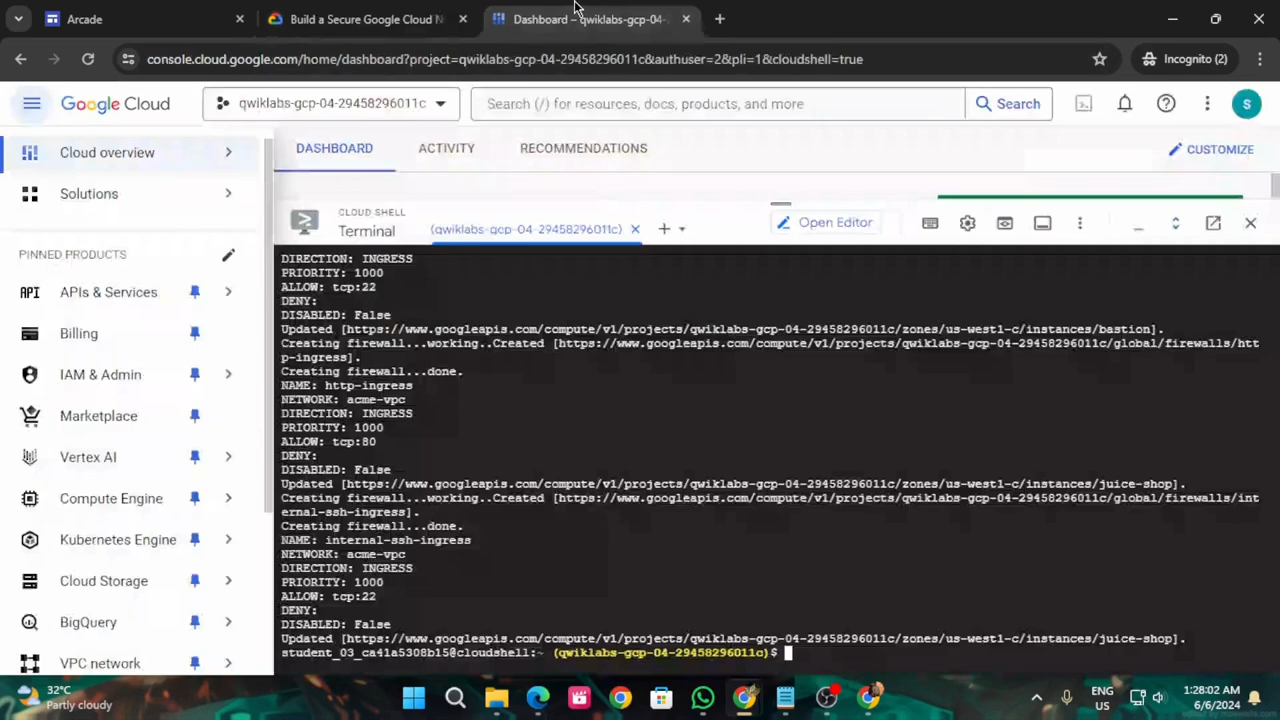 Arcade
Build a Secure Google Cloud N
Dashboard – qwiklabs-gcp-04-
console.cloud.google.com/home/dashboard?project=qwiklabs-gcp-04-29458296011c&authuser=2&pli=1&cloudshell=true
Incognito (2)
Google Cloud
qwiklabs-gcp-04-29458296011c
Search (/) for resources, docs, products, and more
Search
S
Cloud overview
Solutions
PINNED PRODUCTS
API APIs & Services
Billing
IAM & Admin
Marketplace
Vertex AI
Compute Engine
Kubernetes Engine
Cloud Storage
BigQuery
VPC network
DASHBOARD
ACTIVITY
RECOMMENDATIONS
CUSTOMIZE
CLOUD SHELL
Terminal
(qwiklabs-gcp-04-29458296011c)
Open Editor
DIRECTION: INGRESS
PRIORITY: 1000
ALLOW: tcp:22
DENY:
DISABLED: False
Updated [https://www.googleapis.com/compute/v1/projects/qwiklabs-gcp-04-29458296011c/zones/us-west1-c/instances/bastion].
Creating firewall...working..Created [https://www.googleapis.com/compute/v1/projects/qwiklabs-gcp-04-29458296011c/global/firewalls/htt
p-ingress].
Creating firewall...done.
NAME: http-ingress
NETWORK: acme-vpc
DIRECTION: INGRESS
PRIORITY: 1000
ALLOW: tcp:80
DENY:
DISABLED: False
Updated [https://www.googleapis.com/compute/v1/projects/qwiklabs-gcp-04-29458296011c/zones/us-west1-c/instances/juice-shop].
Creating firewall...working..Created [https://www.googleapis.com/compute/v1/projects/qwiklabs-gcp-04-29458296011c/global/firewalls/int
ernal-ssh-ingress].
Creating firewall...done.
NAME: internal-ssh-ingress
NETWORK: acme-vpc
DIRECTION: INGRESS
PRIORITY: 1000
ALLOW: tcp:22
DENY:
DISABLED: False
Updated [https://www.googleapis.com/compute/v1/projects/qwiklabs-gcp-04-29458296011c/zones/us-west1-c/instances/juice-shop].
student_03_ca41a5308b15@cloudshell:~ (qwiklabs-gcp-04-29458296011c)$
32°C
Partly cloudy
ENG
US
1:28:02 AM
6/6/2024